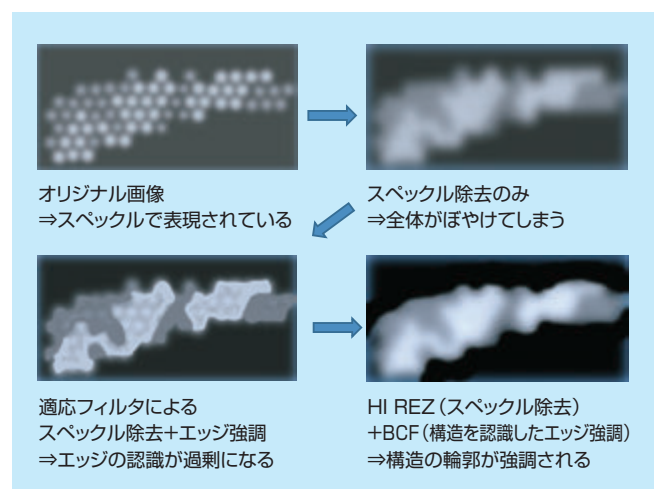 オリジナル画像
⇒スペックルで表現されている
スペックル除去のみ
⇒全体がぼやけてしまう
適応フィルタによる
スペックル除去＋エッジ強調
⇒エッジの認識が過剰になる
HI REZ（スペックル除去）
＋BCF（構造を認識したエッジ強調）
⇒構造の輪郭が強調される